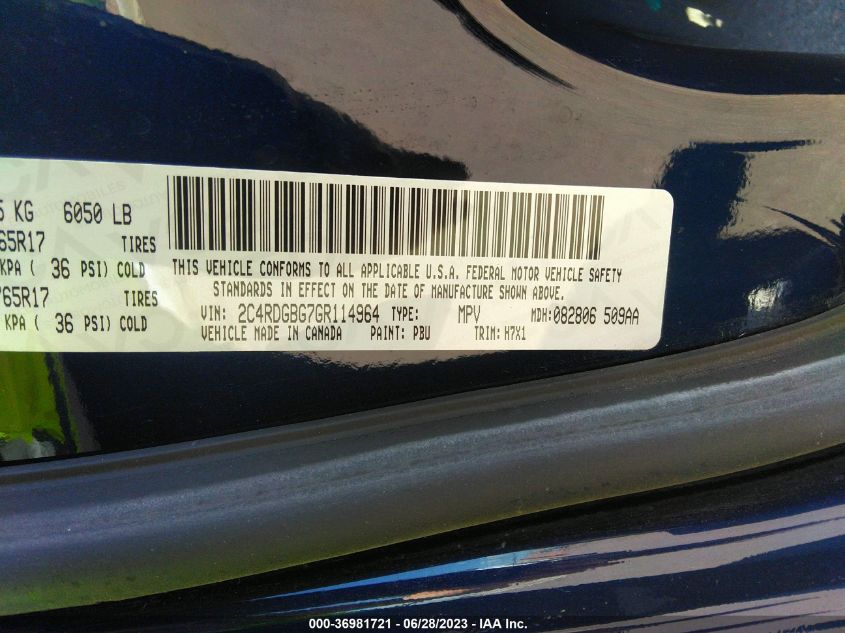 5 KG 6050 LB
65R17 TIRES
KPA ( 36 PSI) COLD
/65R17 TIRES
KPA ( 36 PSI) COLD
THIS VEHICLE CONFORMS TO ALL APPLICABLE U.S.A. FEDERAL MOTOR VEHICLE SAFETY
STANDARDS IN EFFECT ON THE DATE OF MANUFACTURE SHOWN ABOVE.
VIN: 2C4RDGBG7GR114964 TYPE: MPV MDH:082806 509AA
VEHICLE MADE IN CANADA PAINT: PBU TRIM: H7X1
000-36981721 - 06/28/2023 - IAA Inc.